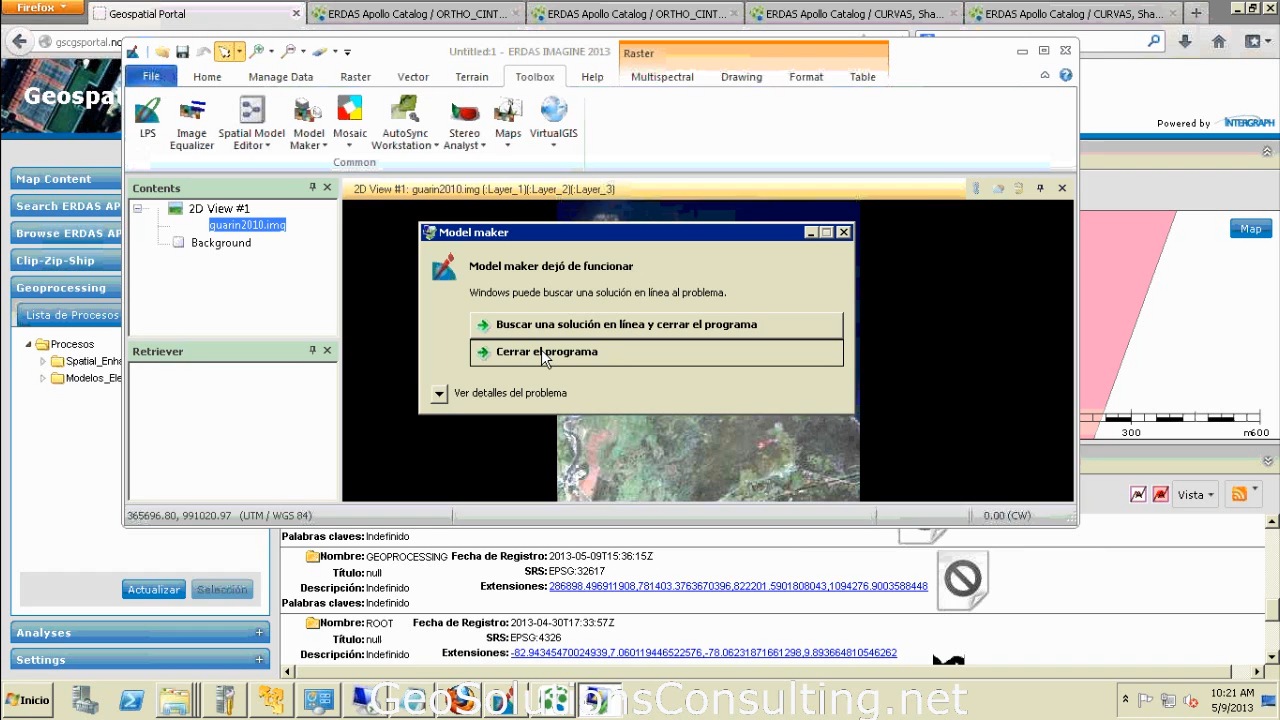 Firefox
Geospatial Portal
ERDAS Apollo Catalog / ORTHO_CINT...
ERDAS Apollo Catalog / ORTHO_CINT...
ERDAS Apollo Catalog / CURVAS, Sha...
ERDAS Apollo Catalog / CURVAS, Sha...
gscgsportal.n
Untitled:1 - ERDAS IMAGINE 2013
Raster
File
Home
Manage Data
Raster
Vector
Terrain
Toolbox
Help
Multispectral
Drawing
Format
Table
Geospa
Powered by INTERGRAPH
LPS
Image Equalizer
Spatial Model Editor
Model Maker
Mosaic
AutoSync Workstation
Stereo Analyst
Maps
VirtualGIS
Common
Map Content
Search ERDAS AP
Browse ERDAS AP
Clip-Zip-Ship
Geoprocessing
Lista de Procesos
Procesos
Spatial_Enha
Modelos_Ele
Contents
2D View #1
guarin2010.img
Background
Retriever
2D View #1: guarin2010.img (:Layer_1)(:Layer_2)(:Layer_3)
Map
Model maker
Model maker dejó de funcionar
Windows puede buscar una solución en línea al problema.
Buscar una solución en línea y cerrar el programa
Cerrar el programa
Ver detalles del problema
300
m600
Vista
365696.80, 991020.97 (UTM / WGS 84)
0.00 (CW)
Palabras claves: Indefinido
Nombre: GEOPROCESSING Fecha de Registro: 2013-05-09T15:36:15Z
Título: null SRS: EPSG:32617
Descripción: Indefinido Extensiones: 286898.496911908,781403.3763670396,822201.5901808043,1094276.9003588448
Palabras claves: Indefinido
Nombre: ROOT Fecha de Registro: 2013-04-30T17:33:57Z
Título: null SRS: EPSG:4326
Descripción: Indefinido Extensiones: -82.94345470024939,7.060119446522576,-78.06231871661298,9.893664810546262
Actualizar
Selección
Analyses
Settings
Inicio
GeoSolutionsConsulting.net
10:21 AM
5/9/2013